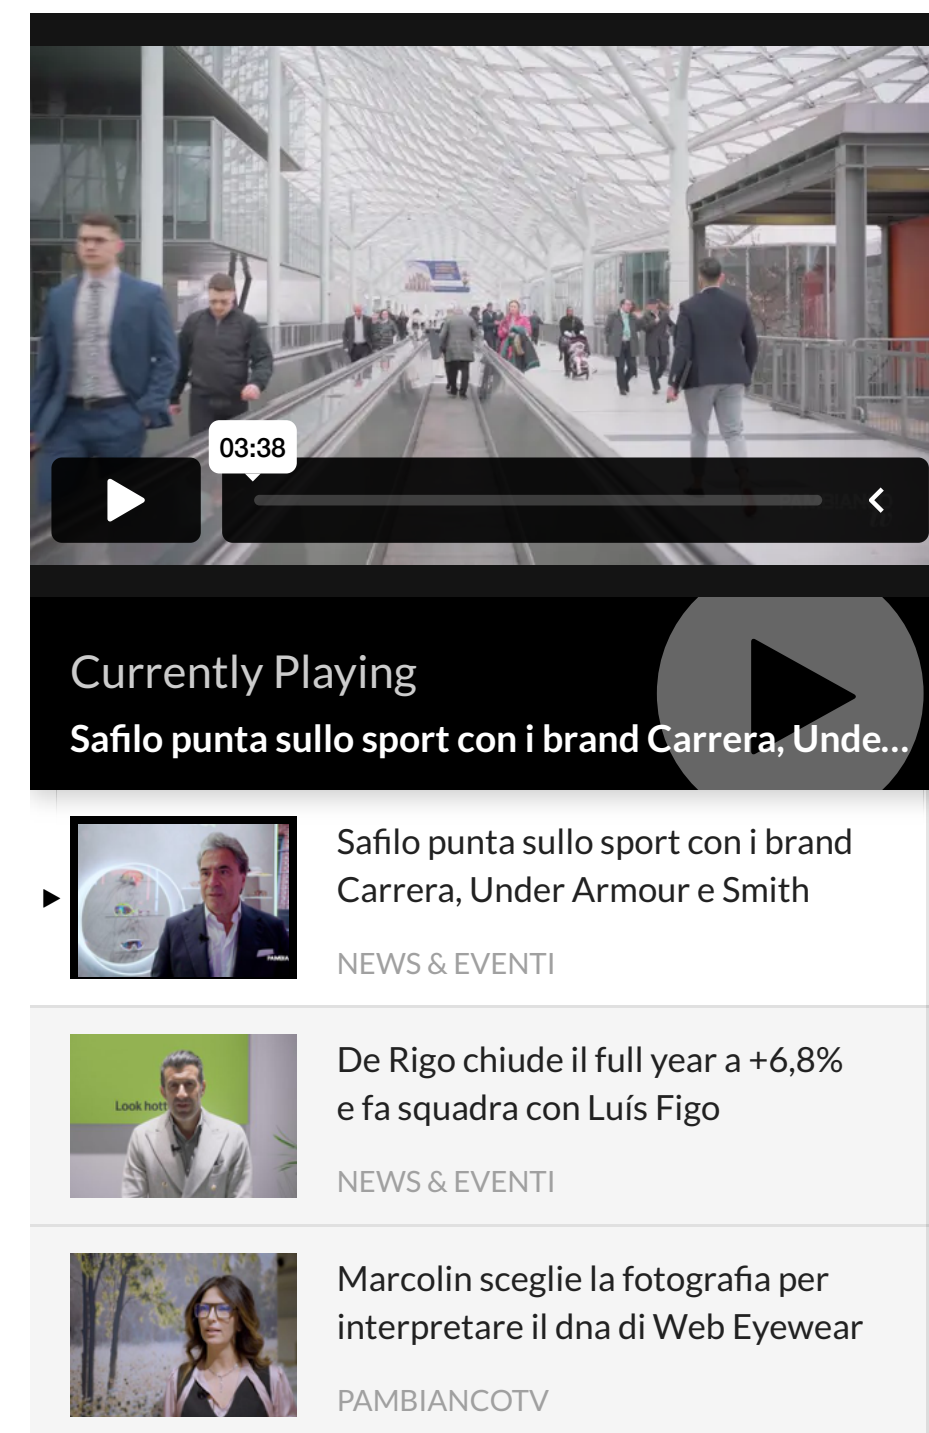 03:38
Currently Playing
Safilo punta sullo sport con i brand Carrera, Unde...
Safilo punta sullo sport con i brand
Carrera, Under Armour e Smith
NEWS & EVENTI
Look hott
De Rigo chiude il full year a +6,8%
e fa squadra con Luís Figo
NEWS & EVENTI
Marcolin sceglie la fotografia per
interpretare il dna di Web Eyewear
PAMBIANCOTV